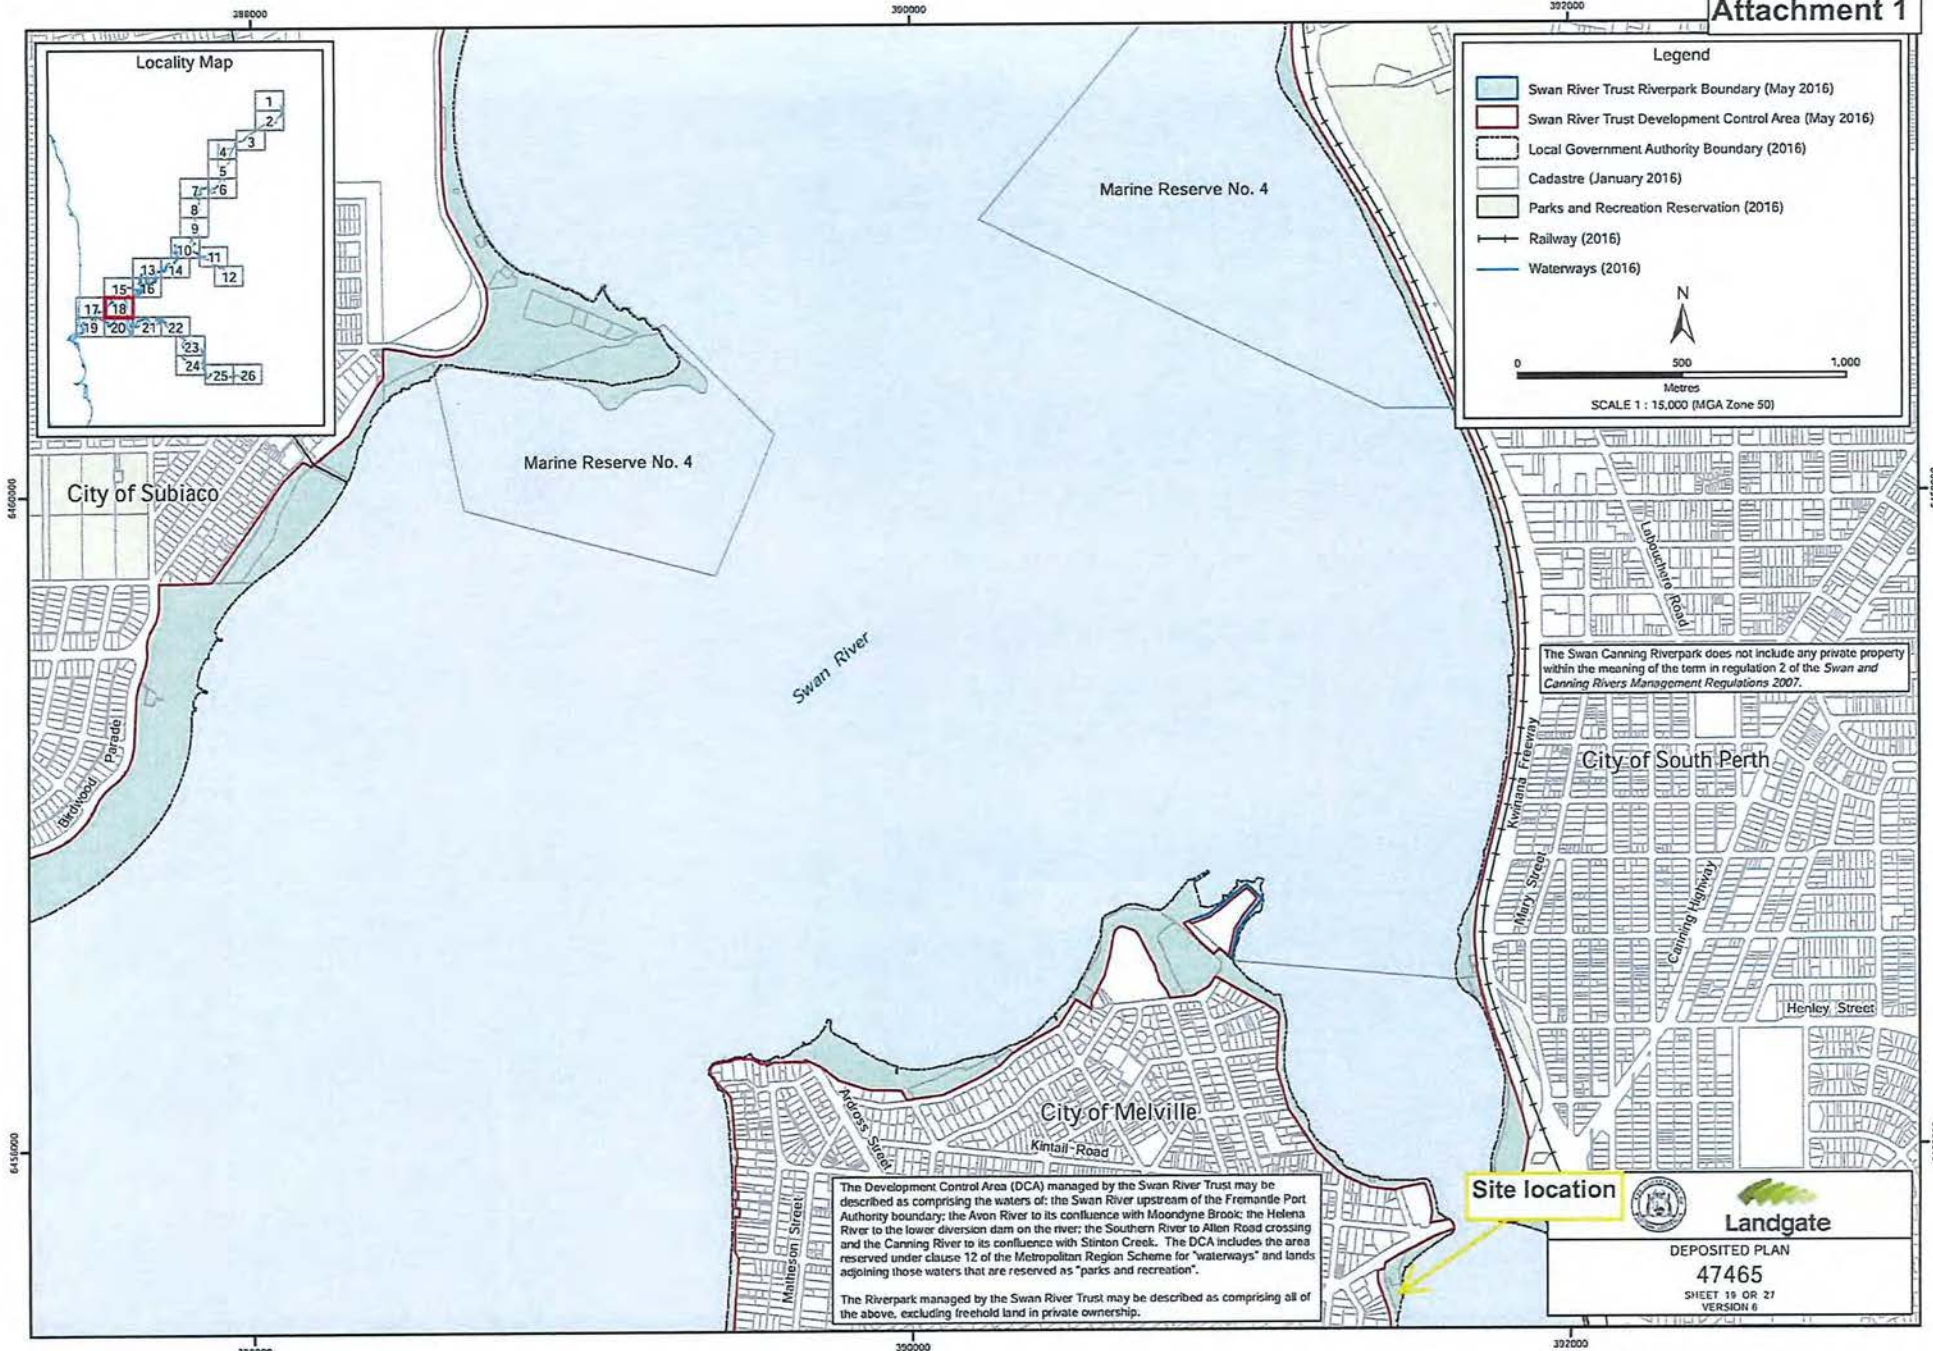 Attachment 1
388000
390000
392000
Locality Map
1
2
3
4
5
7
6
8
9
10
11
12
13
14
15
16
17
18
19
20
21
22
23
24
25
26
Legend
Swan River Trust Riverpark Boundary (May 2016)
Swan River Trust Development Control Area (May 2016)
Local Government Authority Boundary (2016)
Cadastre (January 2016)
Parks and Recreation Reservation (2016)
Railway (2016)
Waterways (2016)
N
0 500 1,000
Metres
SCALE 1 : 15,000 (MGA Zone 50)
Marine Reserve No. 4
Marine Reserve No. 4
City of Subiaco
6460000
Labouchere Road
Swan River
The Swan Canning Riverpark does not include any private property
within the meaning of the term in regulation 2 of the Swan and
Canning Rivers Management Regulations 2007.
Birdwood Parade
Kwinana Freeway
City of South Perth
Mary Street
Canning Highway
Henley Street
City of Melville
Ardross Street
Kintail Road
Matheson Street
6458000
The Development Control Area (DCA) managed by the Swan River Trust may be
described as comprising the waters of: the Swan River upstream of the Fremantle Port
Authority boundary; the Avon River to its confluence with Moondyne Brook; the Helena
River to the lower diversion dam on the river; the Southern River to Allen Road crossing
and the Canning River to its confluence with Stinton Creek. The DCA includes the area
reserved under clause 12 of the Metropolitan Region Scheme for "waterways" and lands
adjoining those waters that are reserved as "parks and recreation".
The Riverpark managed by the Swan River Trust may be described as comprising all of
the above, excluding freehold land in private ownership.
Site location
Landgate
DEPOSITED PLAN
47465
SHEET 19 OR 27
VERSION 6
390000
392000